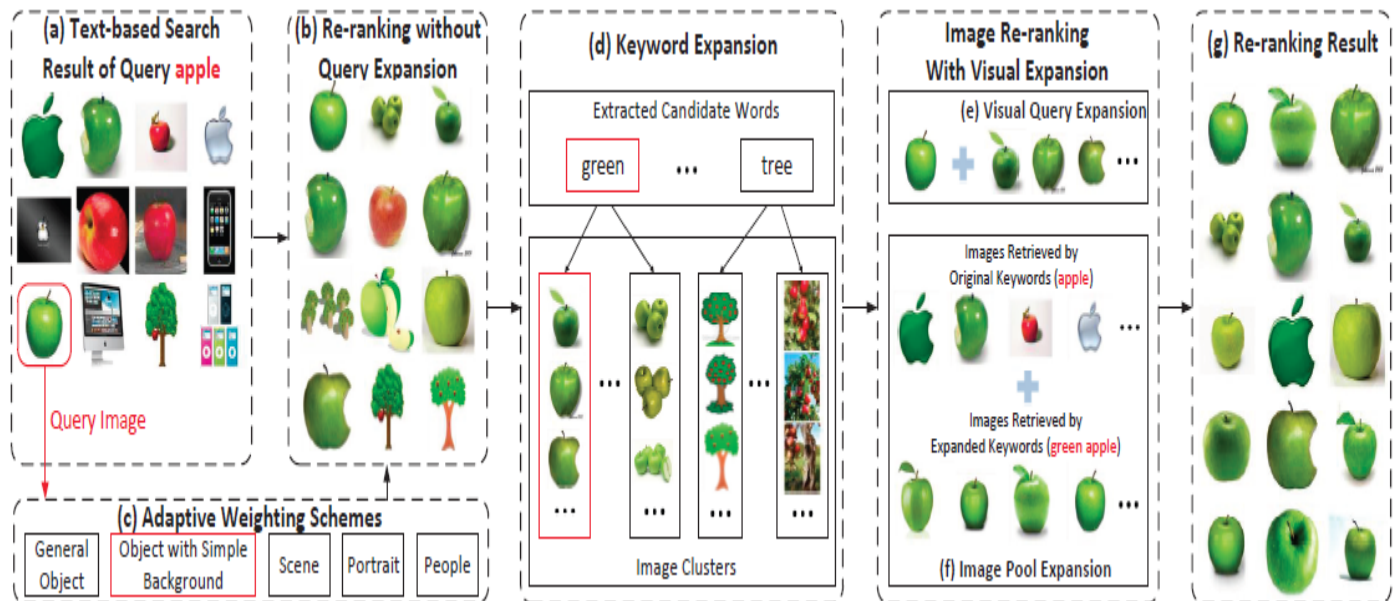 (a) Text-based Search
Result of Query apple
Query Image
(b) Re-ranking without
Query Expansion
(c) Adaptive Weighting Schemes
General
Object
Object with Simple
Background
Scene
Portrait
People
(d) Keyword Expansion
Extracted Candidate Words
green
...
tree
... ...
... ... ... ...
Image Clusters
Image Re-ranking
With Visual Expansion
(e) Visual Query Expansion
+ ...
Images Retrieved by
Original Keywords (apple)
...
+
Images Retrieved by
Expanded Keywords (green apple)
...
(f) Image Pool Expansion
(g) Re-ranking Result